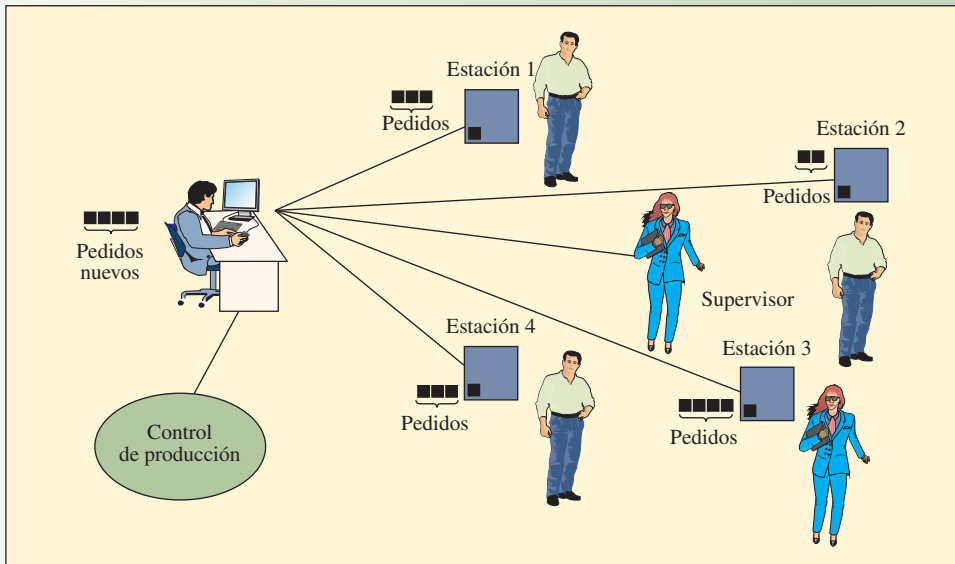 Estación 1
Pedidos
Estación 2
Pedidos
Pedidos
nuevos
Supervisor
Estación 4
Pedidos
Estación 3
Pedidos
Control
de producción